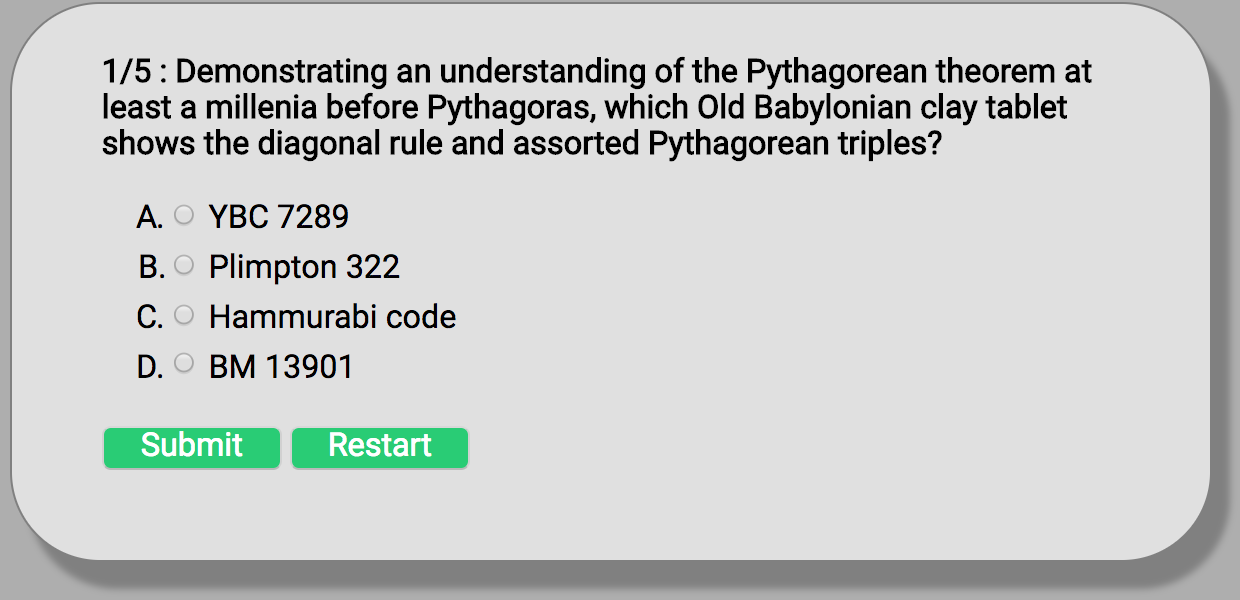 1/5 : Demonstrating an understanding of the Pythagorean theorem at
least a millenia before Pythagoras, which Old Babylonian clay tablet
shows the diagonal rule and assorted Pythagorean triples?
A. YBC 7289
B. Plimpton 322
C. Hammurabi code
D. BM 13901
Submit Restart